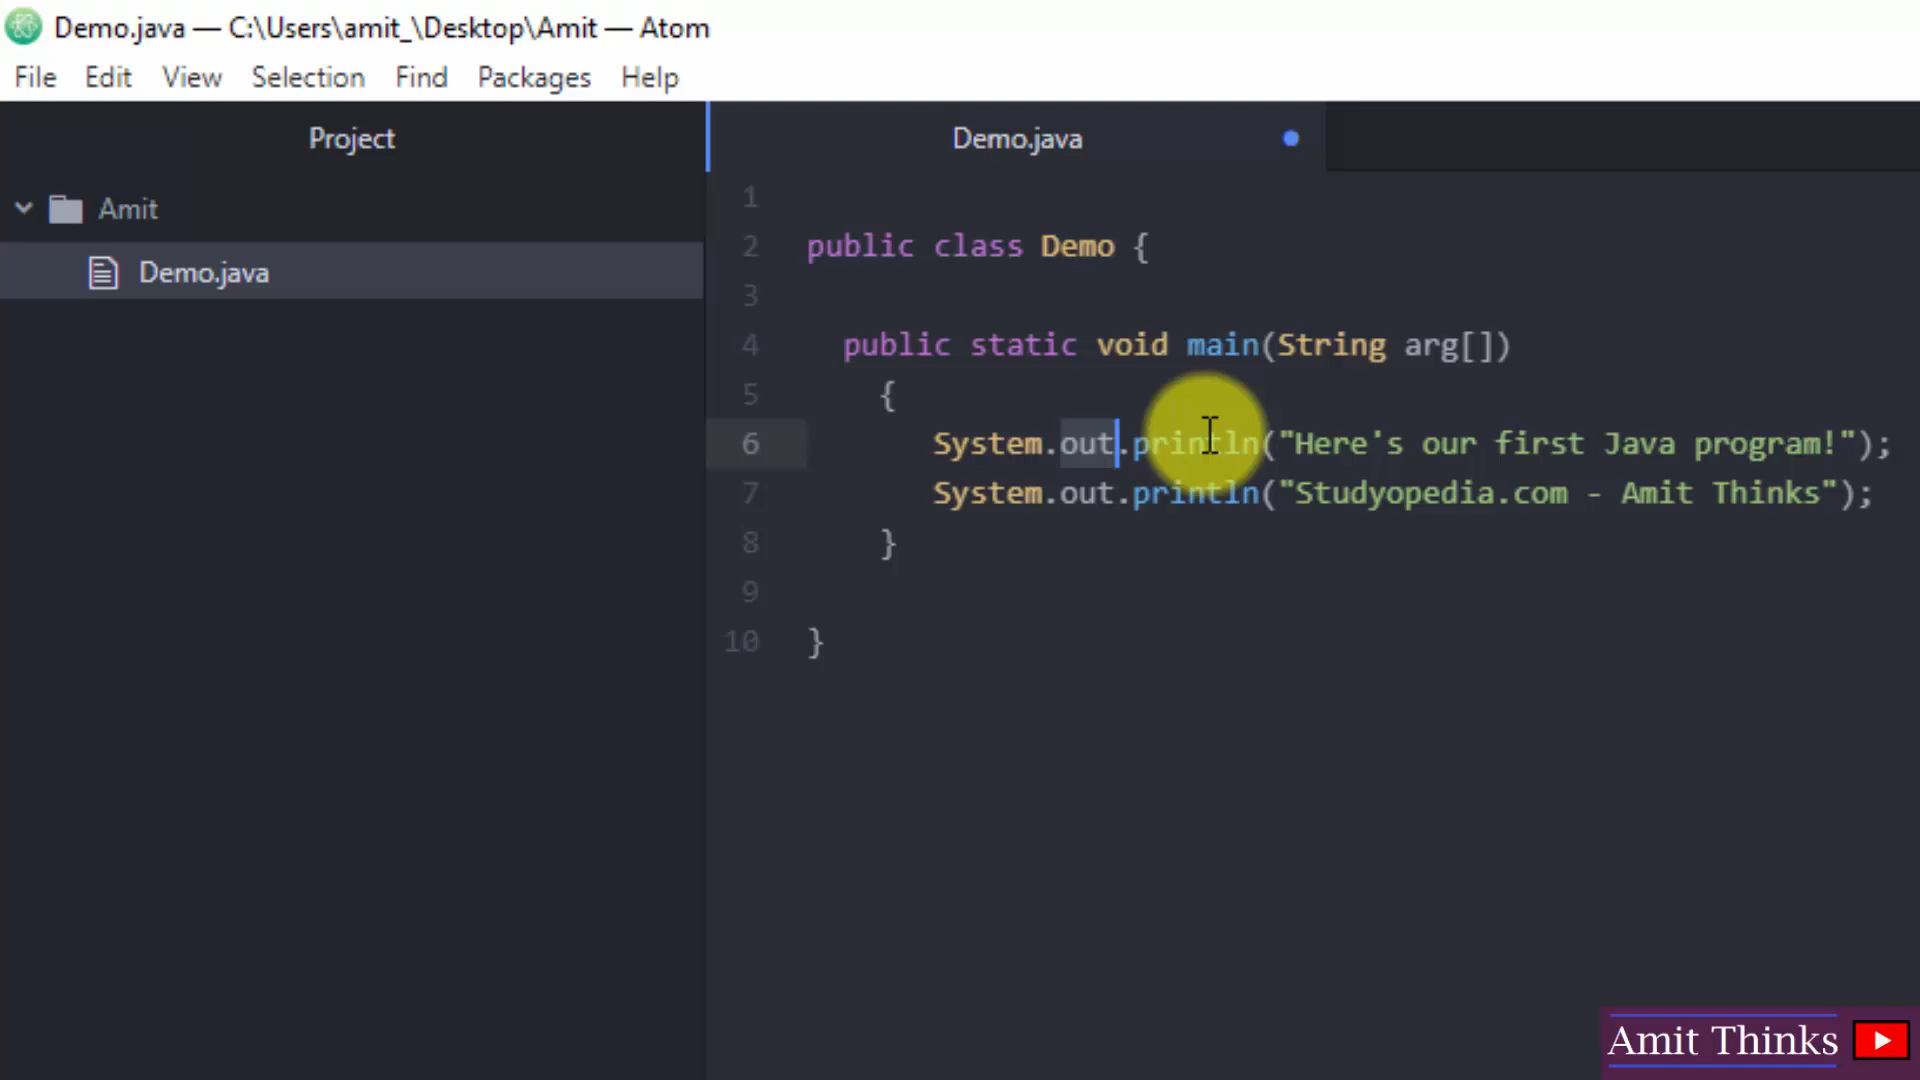 Demo.java — C:\Users\amit_\Desktop\Amit — Atom
File Edit View Selection Find Packages Help
Project
Amit
Demo.java
Demo.java
1
2 public class Demo {
3
4 public static void main(String arg[])
5 {
6 System.out.println("Here's our first Java program!");
7 System.out.println("Studyopedia.com - Amit Thinks");
8 }
9
10 }
Amit Thinks